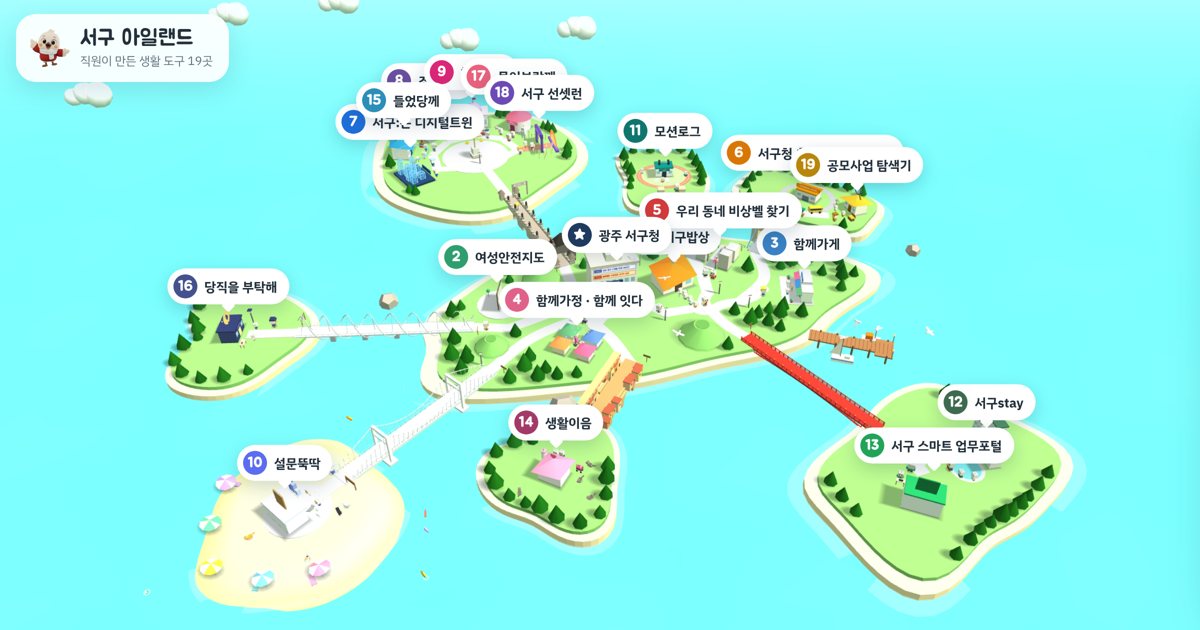 서구 아일랜드
직원이 만든 생활 도구 19곳
8
9
17
18 서구 선셋런
15 들었당께
7 디지털트윈
11 모션로그
6 서구청
19 공모사업 탐색기
5 우리 동네 비상벨 찾기
광주 서구청
3 함께가게
2 여성안전지도
16 당직을 부탁해
4 함께가정 · 함께 잇다
12 서구stay
14 생활이음
13 서구 스마트 업무포털
10 설문뚝딱